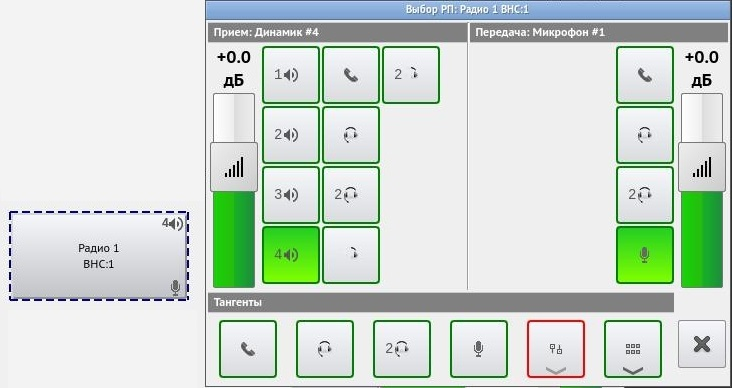 Выбор РП: Радио 1 ВНС:1
Прием: Динамик #4
Передача: Микрофон #1
+0.0
дБ
1
2
+0.0
дБ
2
3
2
2
4
4
Радио 1
ВНС:1
Тангенты
2